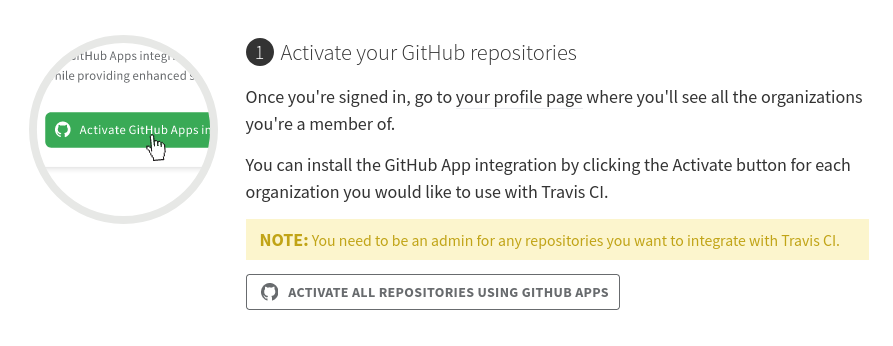 GitHub Apps
while providing enhanced
Activate GitHub Apps
1 Activate your GitHub repositories
Once you're signed in, go to your profile page where you'll see all the organizations
you're a member of.
You can install the GitHub App integration by clicking the Activate button for each
organization you would like to use with Travis CI.
NOTE: You need to be an admin for any repositories you want to integrate with Travis CI.
ACTIVATE ALL REPOSITORIES USING GITHUB APPS